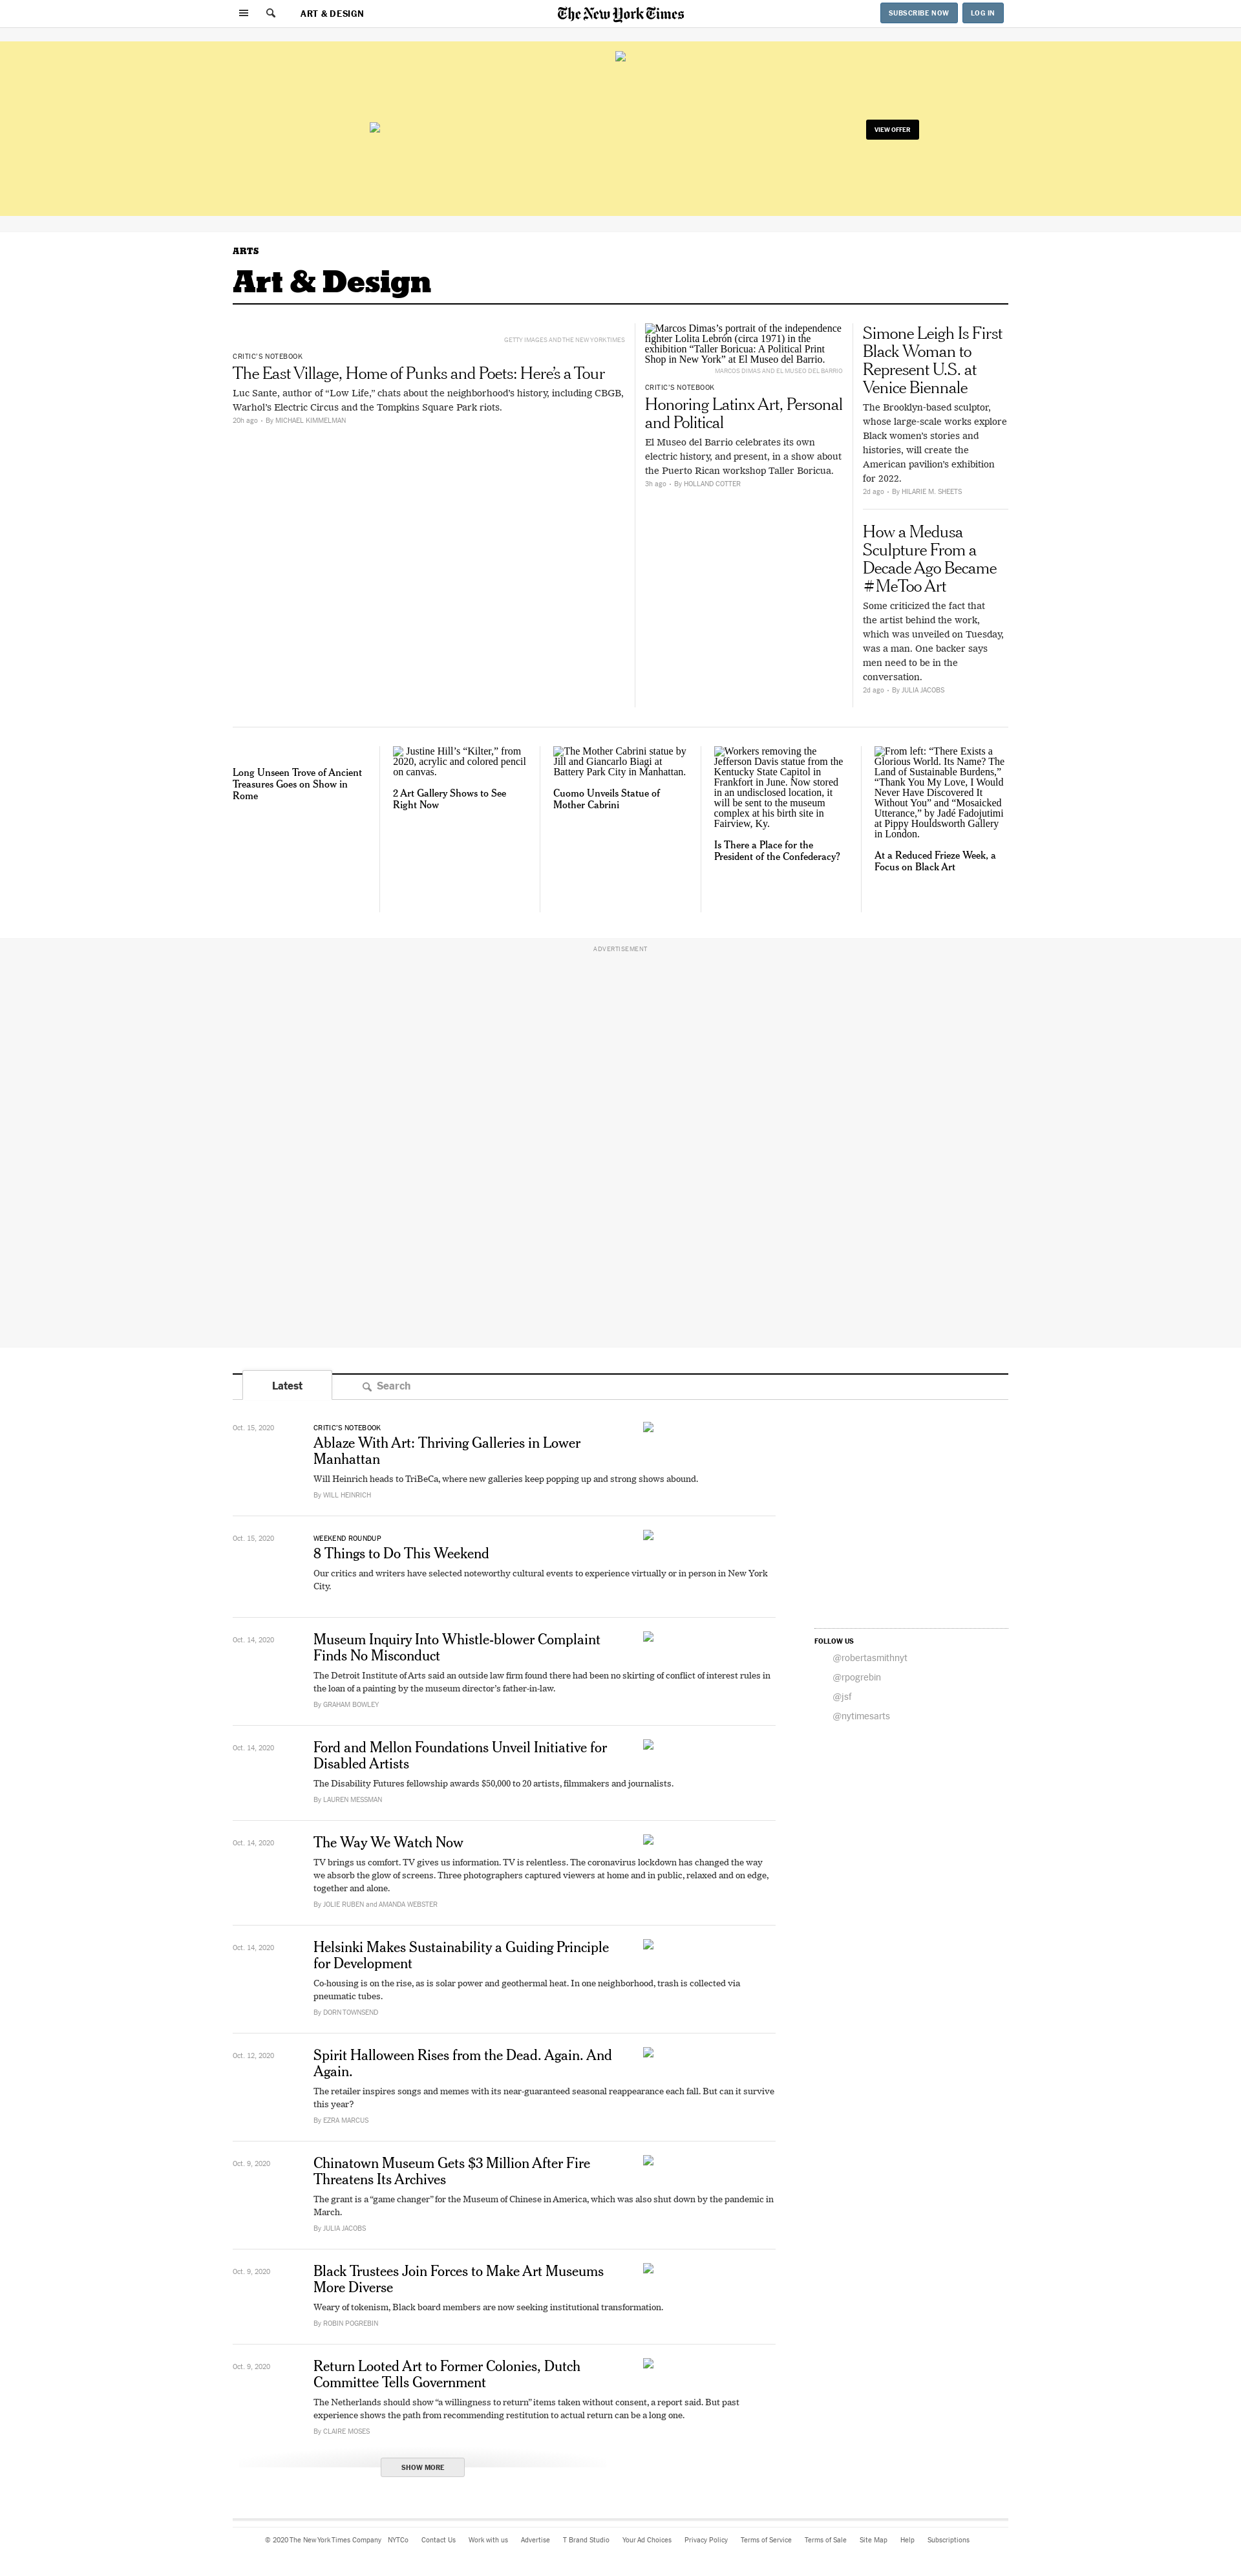 ART & DESIGN
The New York Times
SUBSCRIBE NOW
LOG IN
VIEW OFFER
ARTS
Art & Design
GETTY IMAGES AND THE NEW YORK TIMES
CRITIC'S NOTEBOOK
The East Village, Home of Punks and Poets: Here's a Tour
Luc Sante, author of “Low Life,” chats about the neighborhood's history, including CBGB,
Warhol's Electric Circus and the Tompkins Square Park riots.
20h ago • By MICHAEL KIMMELMAN
Marcos Dimas’s portrait of the independence
fighter Lolita Lebrón (circa 1971) in the
exhibition “Taller Boricua: A Political Print
Shop in New York” at El Museo del Barrio.
MARCOS DIMAS AND EL MUSEO DEL BARRIO
CRITIC'S NOTEBOOK
Honoring Latinx Art, Personal
and Political
El Museo del Barrio celebrates its own
electric history, and present, in a show about
the Puerto Rican workshop Taller Boricua.
3h ago • By HOLLAND COTTER
Simone Leigh Is First
Black Woman to
Represent U.S. at
Venice Biennale
The Brooklyn-based sculptor,
whose large-scale works explore
Black women's stories and
histories, will create the
American pavilion's exhibition
for 2022.
2d ago • By HILARIE M. SHEETS
How a Medusa
Sculpture From a
Decade Ago Became
#MeToo Art
Some criticized the fact that
the artist behind the work,
which was unveiled on Tuesday,
was a man. One backer says
men need to be in the
conversation.
2d ago • By JULIA JACOBS
Long Unseen Trove of Ancient
Treasures Goes on Show in
Rome
Justine Hill’s “Kilter,” from
2020, acrylic and colored pencil
on canvas.
2 Art Gallery Shows to See
Right Now
The Mother Cabrini statue by
Jill and Giancarlo Biagi at
Battery Park City in Manhattan.
Cuomo Unveils Statue of
Mother Cabrini
Workers removing the
Jefferson Davis statue from the
Kentucky State Capitol in
Frankfort in June. Now stored
in an undisclosed location, it
will be sent to the museum
complex at his birth site in
Fairview, Ky.
Is There a Place for the
President of the Confederacy?
From left: “There Exists a
Glorious World. Its Name? The
Land of Sustainable Burdens,”
“Thank You My Love, I Would
Never Have Discovered It
Without You” and “Mosaicked
Utterance,” by Jadé Fadojutimi
at Pippy Houldsworth Gallery
in London.
At a Reduced Frieze Week, a
Focus on Black Art
ADVERTISEMENT
Latest
Search
Oct. 15, 2020
CRITIC'S NOTEBOOK
Ablaze With Art: Thriving Galleries in Lower
Manhattan
Will Heinrich heads to TriBeCa, where new galleries keep popping up and strong shows abound.
By WILL HEINRICH
Oct. 15, 2020
WEEKEND ROUNDUP
8 Things to Do This Weekend
Our critics and writers have selected noteworthy cultural events to experience virtually or in person in New York
City.
Oct. 14, 2020
Museum Inquiry Into Whistle-blower Complaint
Finds No Misconduct
The Detroit Institute of Arts said an outside law firm found there had been no skirting of conflict of interest rules in
the loan of a painting by the museum director's father-in-law.
By GRAHAM BOWLEY
Oct. 14, 2020
Ford and Mellon Foundations Unveil Initiative for
Disabled Artists
The Disability Futures fellowship awards $50,000 to 20 artists, filmmakers and journalists.
By LAUREN MESSMAN
Oct. 14, 2020
The Way We Watch Now
TV brings us comfort. TV gives us information. TV is relentless. The coronavirus lockdown has changed the way
we absorb the glow of screens. Three photographers captured viewers at home and in public, relaxed and on edge,
together and alone.
By JOLIE RUBEN and AMANDA WEBSTER
Oct. 14, 2020
Helsinki Makes Sustainability a Guiding Principle
for Development
Co-housing is on the rise, as is solar power and geothermal heat. In one neighborhood, trash is collected via
pneumatic tubes.
By DORN TOWNSEND
Oct. 12, 2020
Spirit Halloween Rises from the Dead. Again. And
Again.
The retailer inspires songs and memes with its near-guaranteed seasonal reappearance each fall. But can it survive
this year?
By EZRA MARCUS
Oct. 9, 2020
Chinatown Museum Gets $3 Million After Fire
Threatens Its Archives
The grant is a “game changer” for the Museum of Chinese in America, which was also shut down by the pandemic in
March.
By JULIA JACOBS
Oct. 9, 2020
Black Trustees Join Forces to Make Art Museums
More Diverse
Weary of tokenism, Black board members are now seeking institutional transformation.
By ROBIN POGREBIN
Oct. 9, 2020
Return Looted Art to Former Colonies, Dutch
Committee Tells Government
The Netherlands should show “a willingness to return” items taken without consent, a report said. But past
experience shows the path from recommending restitution to actual return can be a long one.
By CLAIRE MOSES
SHOW MORE
FOLLOW US
@robertasmithnyt
@rpogrebin
@jsf
@nytimesarts
© 2020 The New York Times Company NYTCo Contact Us Work with us Advertise T Brand Studio Your Ad Choices Privacy Policy Terms of Service Terms of Sale Site Map Help Subscriptions